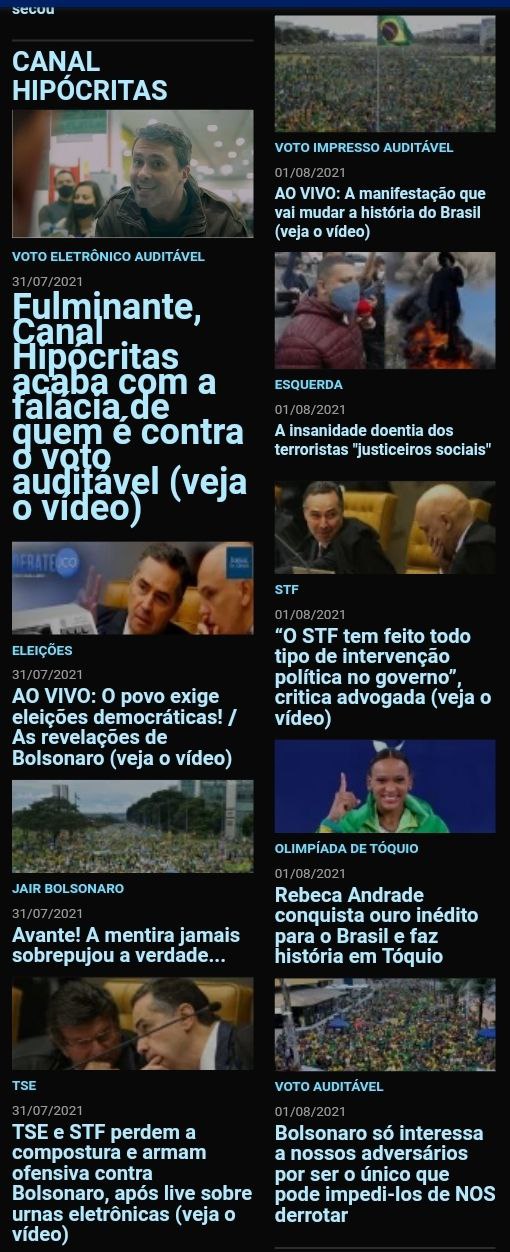 secou
CANAL
HIPÓCRITAS
VOTO ELETRÔNICO AUDITÁVEL
31/07/2021
Fulminante,
Canal
Hipócritas
acaba com a
falácia de
quem é contra
o voto
auditável (veja
o vídeo)
DEBATE JCO
ELEIÇÕES
31/07/2021
AO VIVO: O povo exige
eleições democráticas! /
As revelações de
Bolsonaro (veja o vídeo)
JAIR BOLSONARO
31/07/2021
Avante! A mentira jamais
sobrepujou a verdade...
TSE
31/07/2021
TSE e STF perdem a
compostura e armam
ofensiva contra
Bolsonaro, após live sobre
urnas eletrônicas (veja o
vídeo)
VOTO IMPRESSO AUDITÁVEL
01/08/2021
AO VIVO: A manifestação que
vai mudar a história do Brasil
(veja o vídeo)
ESQUERDA
01/08/2021
A insanidade doentia dos
terroristas "justiceiros sociais"
STF
01/08/2021
“O STF tem feito todo
tipo de intervenção
política no governo”,
critica advogada (veja o
vídeo)
OLIMPÍADA DE TÓQUIO
01/08/2021
Rebeca Andrade
conquista ouro inédito
para o Brasil e faz
história em Tóquio
VOTO AUDITÁVEL
01/08/2021
Bolsonaro só interessa
a nossos adversários
por ser o único que
pode impedi-los de NOS
derrotar